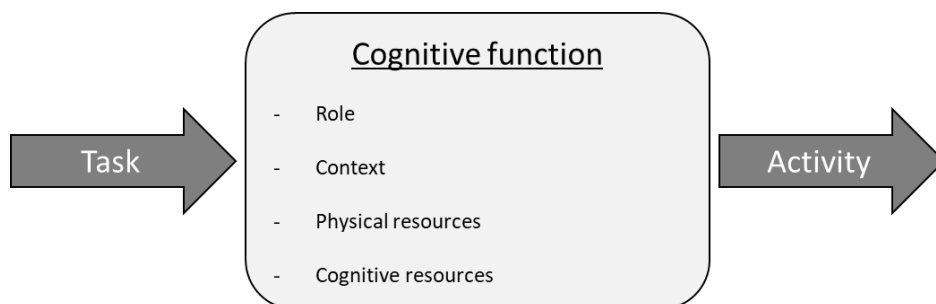 Cognitive function
- Role
Task
- Context
Activity
- Physical resources
- Cognitive resources